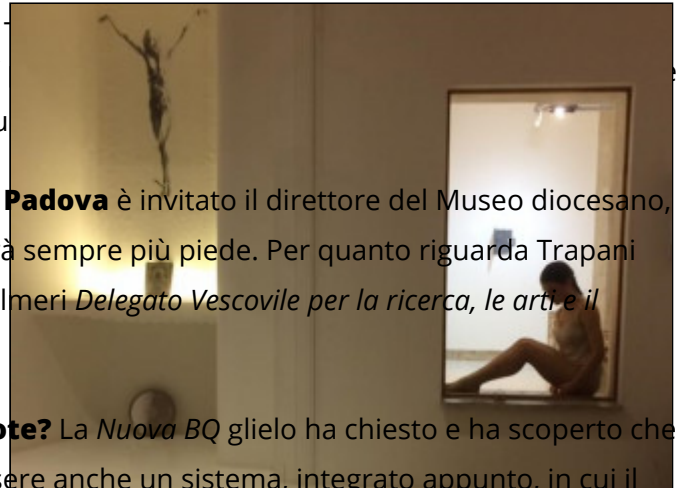 Padova è invitato il direttore del Museo diocesano,
à sempre più piede. Per quanto riguarda Trapani
lmeri Delegato Vescovile per la ricerca, le arti e il
ote? La Nuova BQ glielo ha chiesto e ha scoperto che
sere anche un sistema, integrato appunto, in cui il